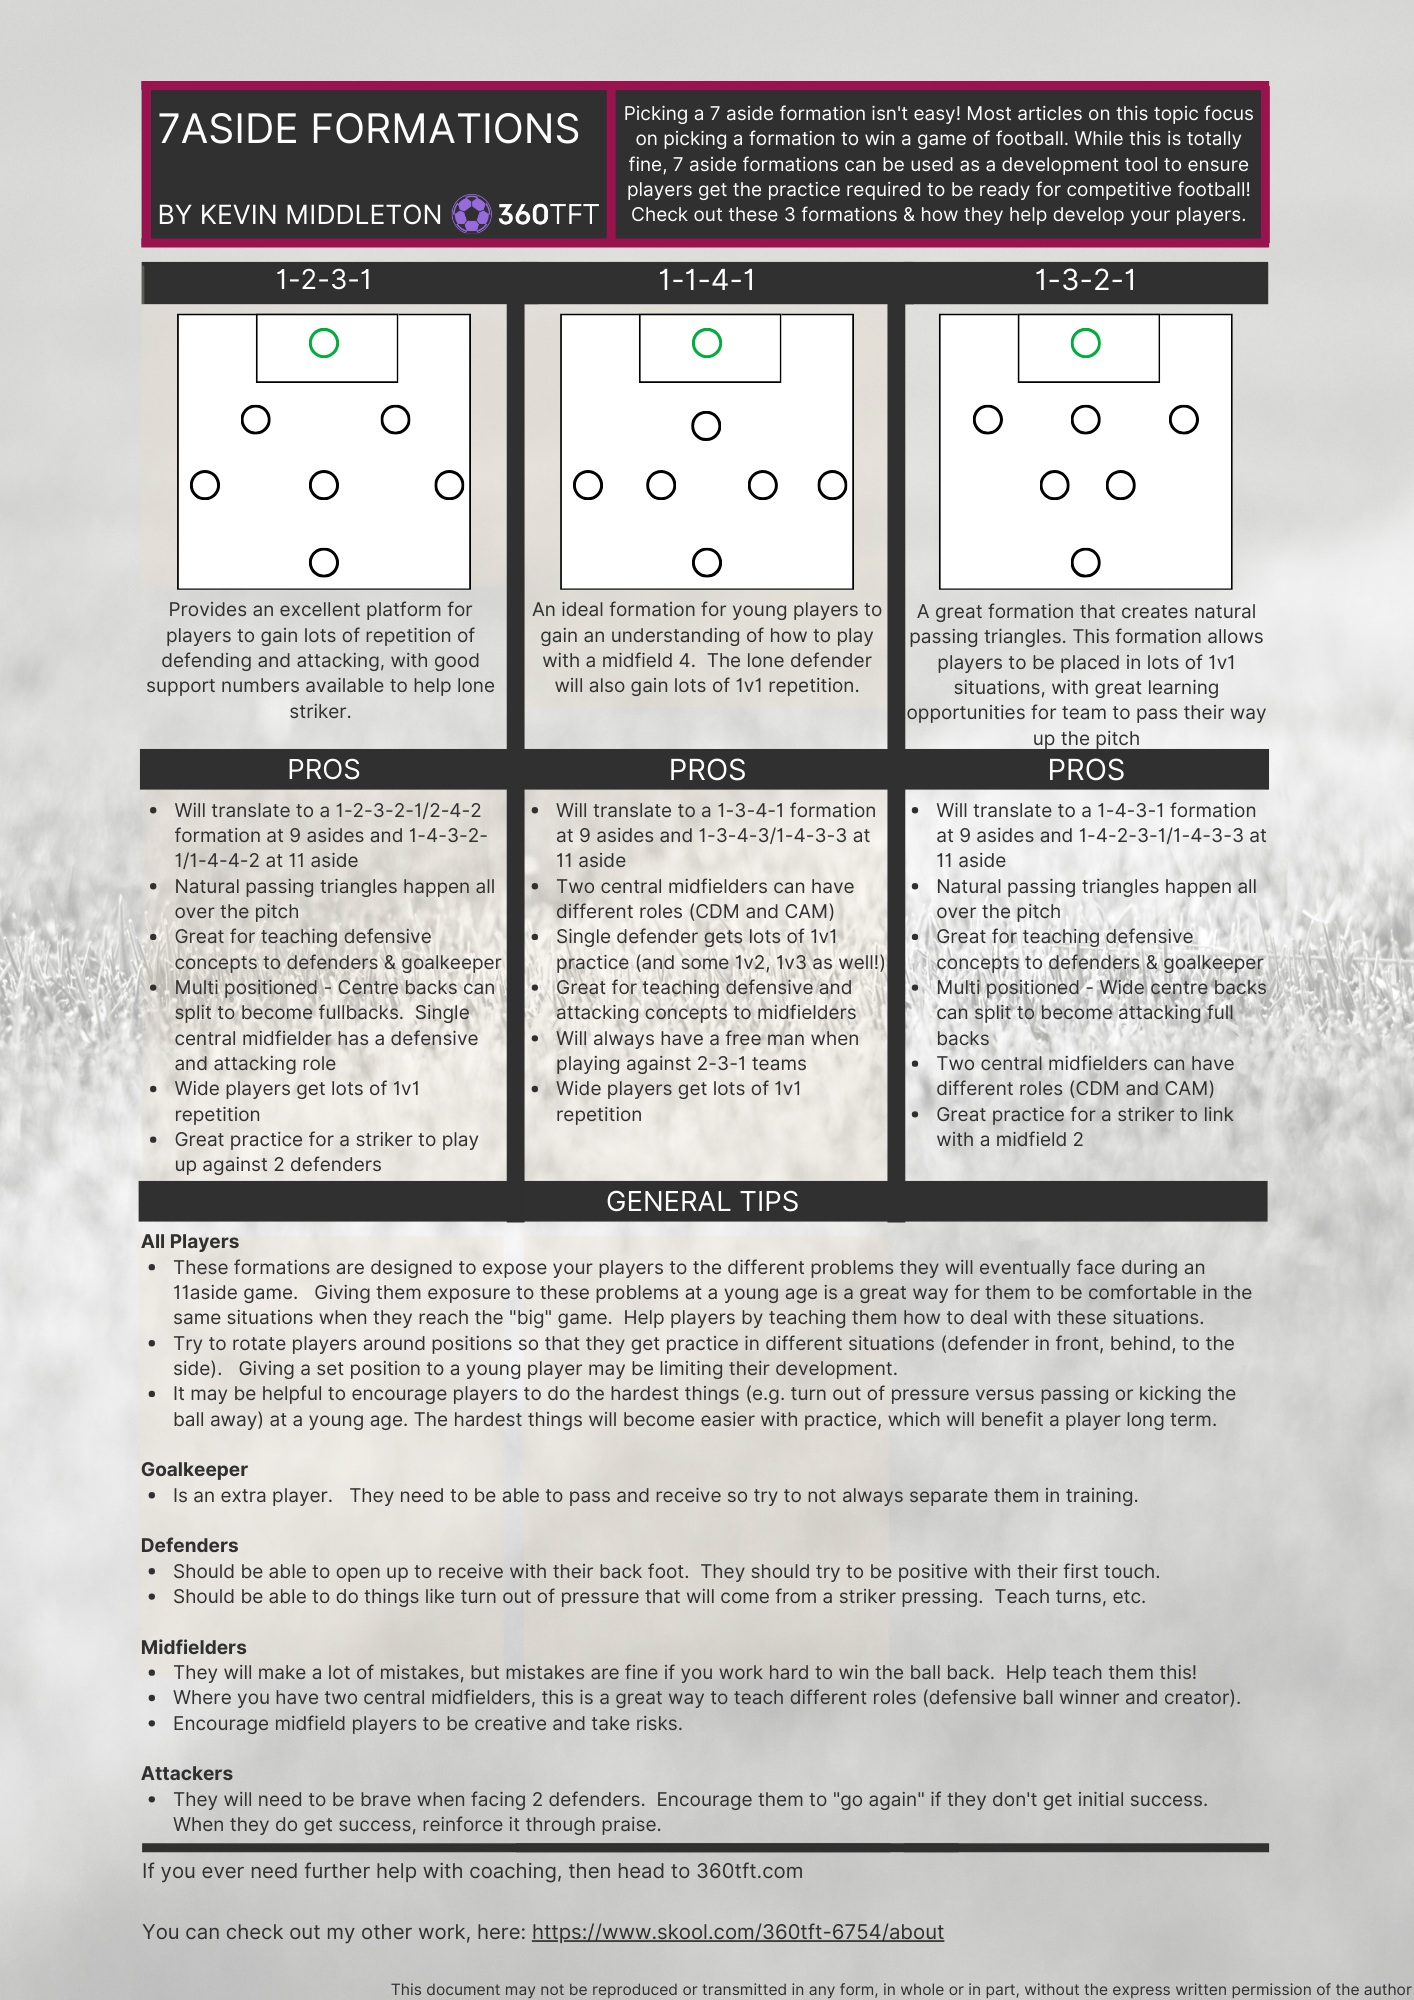 7ASIDE FORMATIONS
BY KEVIN MIDDLETON 360TFT
Picking a 7 aside formation isn't easy! Most articles on this topic focus
on picking a formation to win a game of football. While this is totally
fine, 7 aside formations can be used as a development tool to ensure
players get the practice required to be ready for competitive football!
Check out these 3 formations & how they help develop your players.
1-2-3-1
Provides an excellent platform for
players to gain lots of repetition of
defending and attacking, with good
support numbers available to help lone
striker.
PROS
• Will translate to a 1-2-3-2-1/2-4-2
formation at 9 asides and 1-4-3-2-
1/1-4-4-2 at 11 aside
• Natural passing triangles happen all
over the pitch
• Great for teaching defensive
concepts to defenders & goalkeeper
• Multi positioned - Centre backs can
split to become fullbacks. Single
central midfielder has a defensive
and attacking role
• Wide players get lots of 1v1
repetition
• Great practice for a striker to play
up against 2 defenders
1-1-4-1
An ideal formation for young players to
gain an understanding of how to play
with a midfield 4. The lone defender
will also gain lots of 1v1 repetition.
PROS
• Will translate to a 1-3-4-1 formation
at 9 asides and 1-3-4-3/1-4-3-3 at
11 aside
• Two central midfielders can have
different roles (CDM and CAM)
• Single defender gets lots of 1v1
practice (and some 1v2, 1v3 as well!)
• Great for teaching defensive and
attacking concepts to midfielders
• Will always have a free man when
playing against 2-3-1 teams
• Wide players get lots of 1v1
repetition
1-3-2-1
A great formation that creates natural
passing triangles. This formation allows
players to be placed in lots of 1v1
situations, with great learning
opportunities for team to pass their way
up the pitch
PROS
• Will translate to a 1-4-3-1 formation
at 9 asides and 1-4-2-3-1/1-4-3-3 at
11 aside
• Natural passing triangles happen all
over the pitch
• Great for teaching defensive
concepts to defenders & goalkeeper
• Multi positioned - Wide centre backs
can split to become attacking full
backs
• Two central midfielders can have
different roles (CDM and CAM)
• Great practice for a striker to link
with a midfield 2
GENERAL TIPS
All Players
• These formations are designed to expose your players to the different problems they will eventually face during an
11aside game. Giving them exposure to these problems at a young age is a great way for them to be comfortable in the
same situations when they reach the "big" game. Help players by teaching them how to deal with these situations.
• Try to rotate players around positions so that they get practice in different situations (defender in front, behind, to the
side). Giving a set position to a young player may be limiting their development.
• It may be helpful to encourage players to do the hardest things (e.g. turn out of pressure versus passing or kicking the
ball away) at a young age. The hardest things will become easier with practice, which will benefit a player long term.
Goalkeeper
• Is an extra player. They need to be able to pass and receive so try to not always separate them in training.
Defenders
• Should be able to open up to receive with their back foot. They should try to be positive with their first touch.
• Should be able to do things like turn out of pressure that will come from a striker pressing. Teach turns, etc.
Midfielders
• They will make a lot of mistakes, but mistakes are fine if you work hard to win the ball back. Help teach them this!
• Where you have two central midfielders, this is a great way to teach different roles (defensive ball winner and creator).
• Encourage midfield players to be creative and take risks.
Attackers
• They will need to be brave when facing 2 defenders. Encourage them to "go again" if they don't get initial success.
When they do get success, reinforce it through praise.
If you ever need further help with coaching, then head to 360tft.com
You can check out my other work, here: https://www.skool.com/360tft-6754/about
This document may not be reproduced or transmitted in any form, in whole or in part, without the express written permission of the author